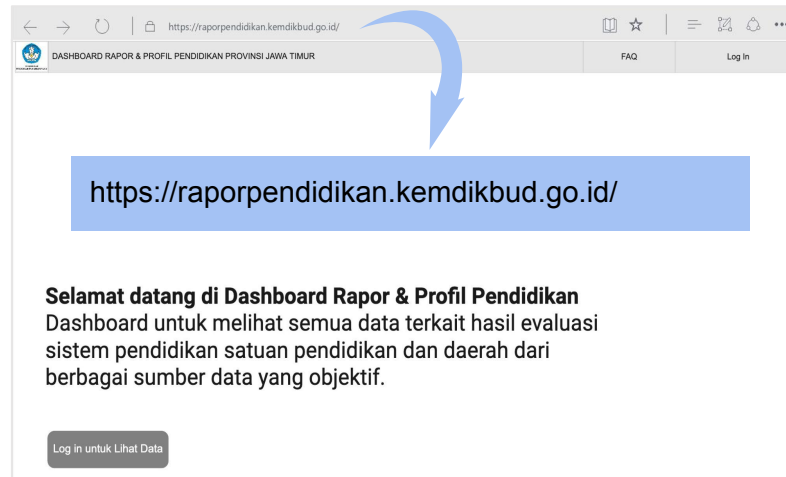 https://raporpendidikan.kemdikbud.go.id/
DASHBOARD RAPOR & PROFIL PENDIDIKAN PROVINSI JAWA TIMUR
FAQ
Log In
https://raporpendidikan.kemdikbud.go.id/
Selamat datang di Dashboard Rapor & Profil Pendidikan
Dashboard untuk melihat semua data terkait hasil evaluasi
sistem pendidikan satuan pendidikan dan daerah dari
berbagai sumber data yang objektif.
Log in untuk Lihat Data